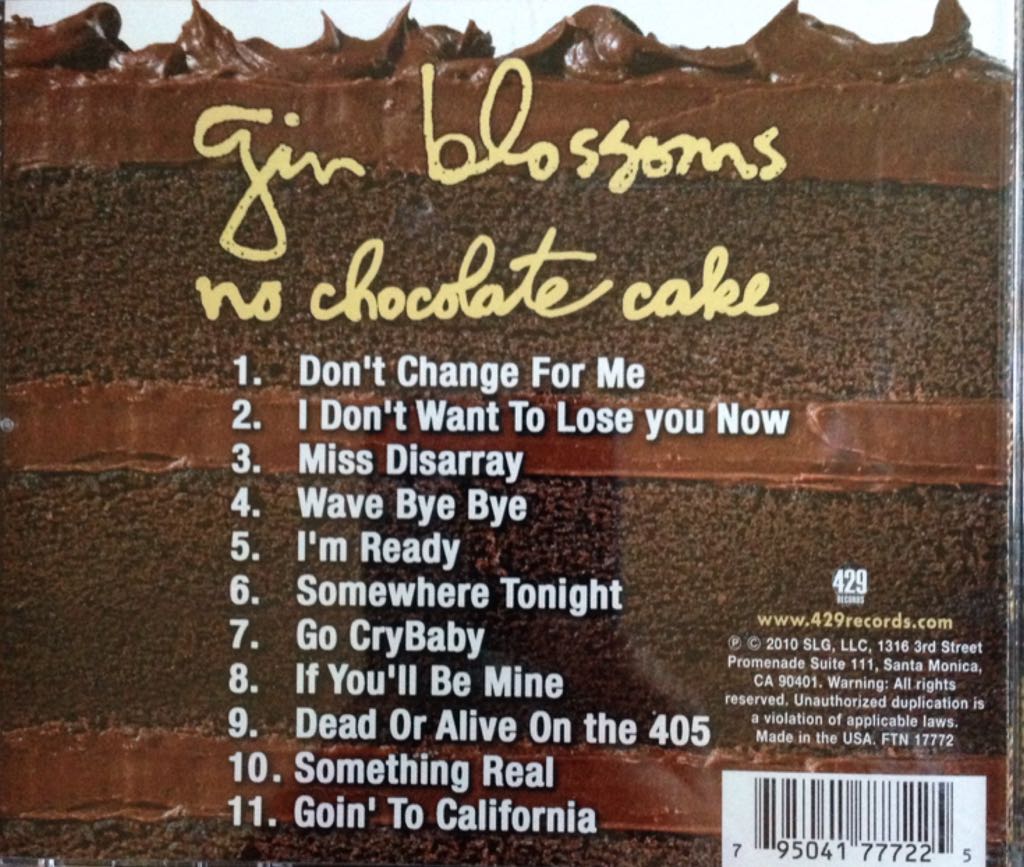 gin blossoms
no chocolate cake
1. Don't Change For Me
2. I Don't Want To Lose you Now
3. Miss Disarray
4. Wave Bye Bye
5. I'm Ready
6. Somewhere Tonight
7. Go CryBaby
8. If You'll Be Mine
9. Dead Or Alive On the 405
10. Something Real
11. Goin' To California
429
RECORDS
www.429records.com
℗ © 2010 SLG, LLC, 1316 3rd Street
Promenade Suite 111, Santa Monica,
CA 90401. Warning: All rights
reserved. Unauthorized duplication is
a violation of applicable laws.
Made in the USA. FTN 17772
7 95041 77722 5